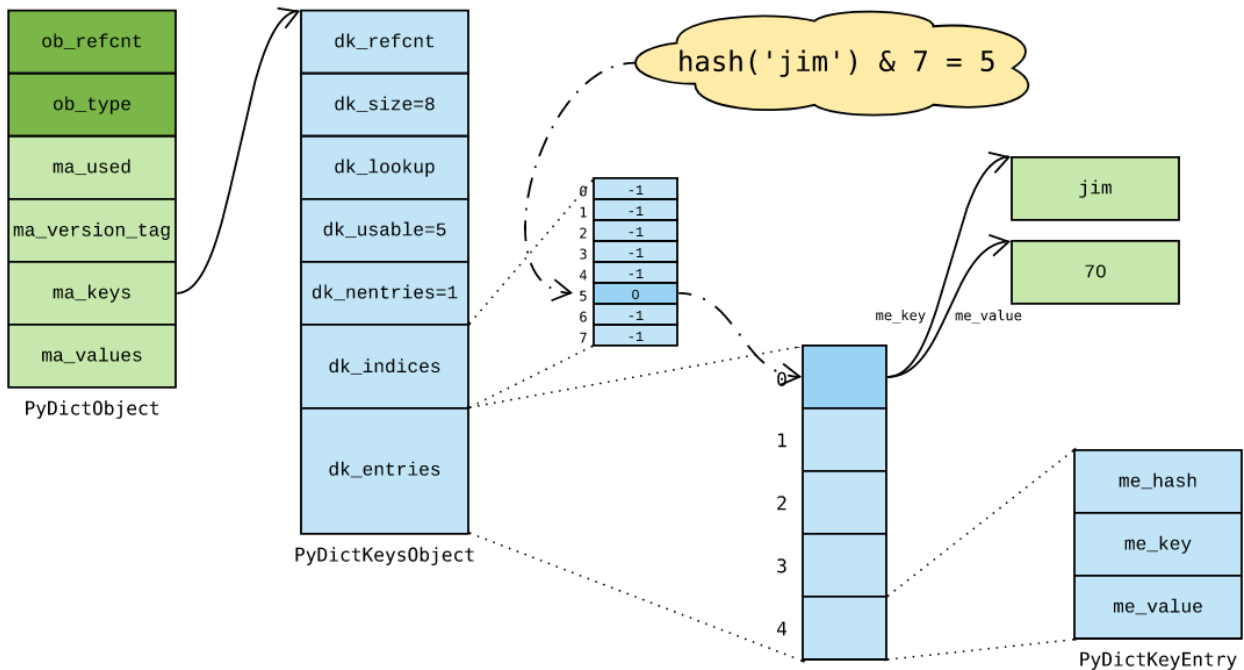 ob_refcnt
ob_type
ma_used
ma_version_tag
ma_keys
ma_values
PyDictObject
dk_refcnt
dk_size=8
dk_lookup
dk_usable=5
dk_nentries=1
dk_indices
dk_entries
PyDictKeysObject
hash('jim') & 7 = 5
0 -1
1 -1
2 -1
3 -1
4 -1
5 0
6 -1
7 -1
jim
70
me_key me_value
0
1
2
3
4
me_hash
me_key
me_value
PyDictKeyEntry